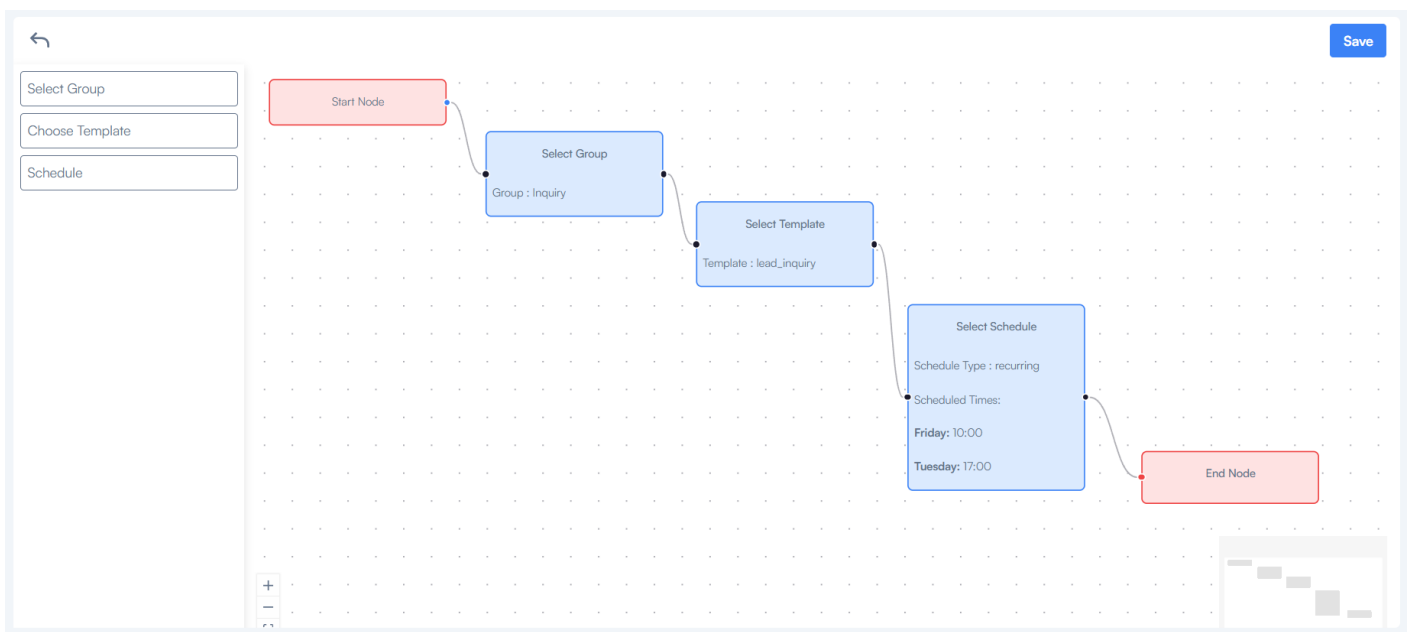 Save
Select Group
Choose Template
Schedule
Start Node
Select Group
Group : Inquiry
Select Template
Template : lead_inquiry
Select Schedule
Schedule Type : recurring
Scheduled Times:
Friday: 10:00
Tuesday: 17:00
End Node